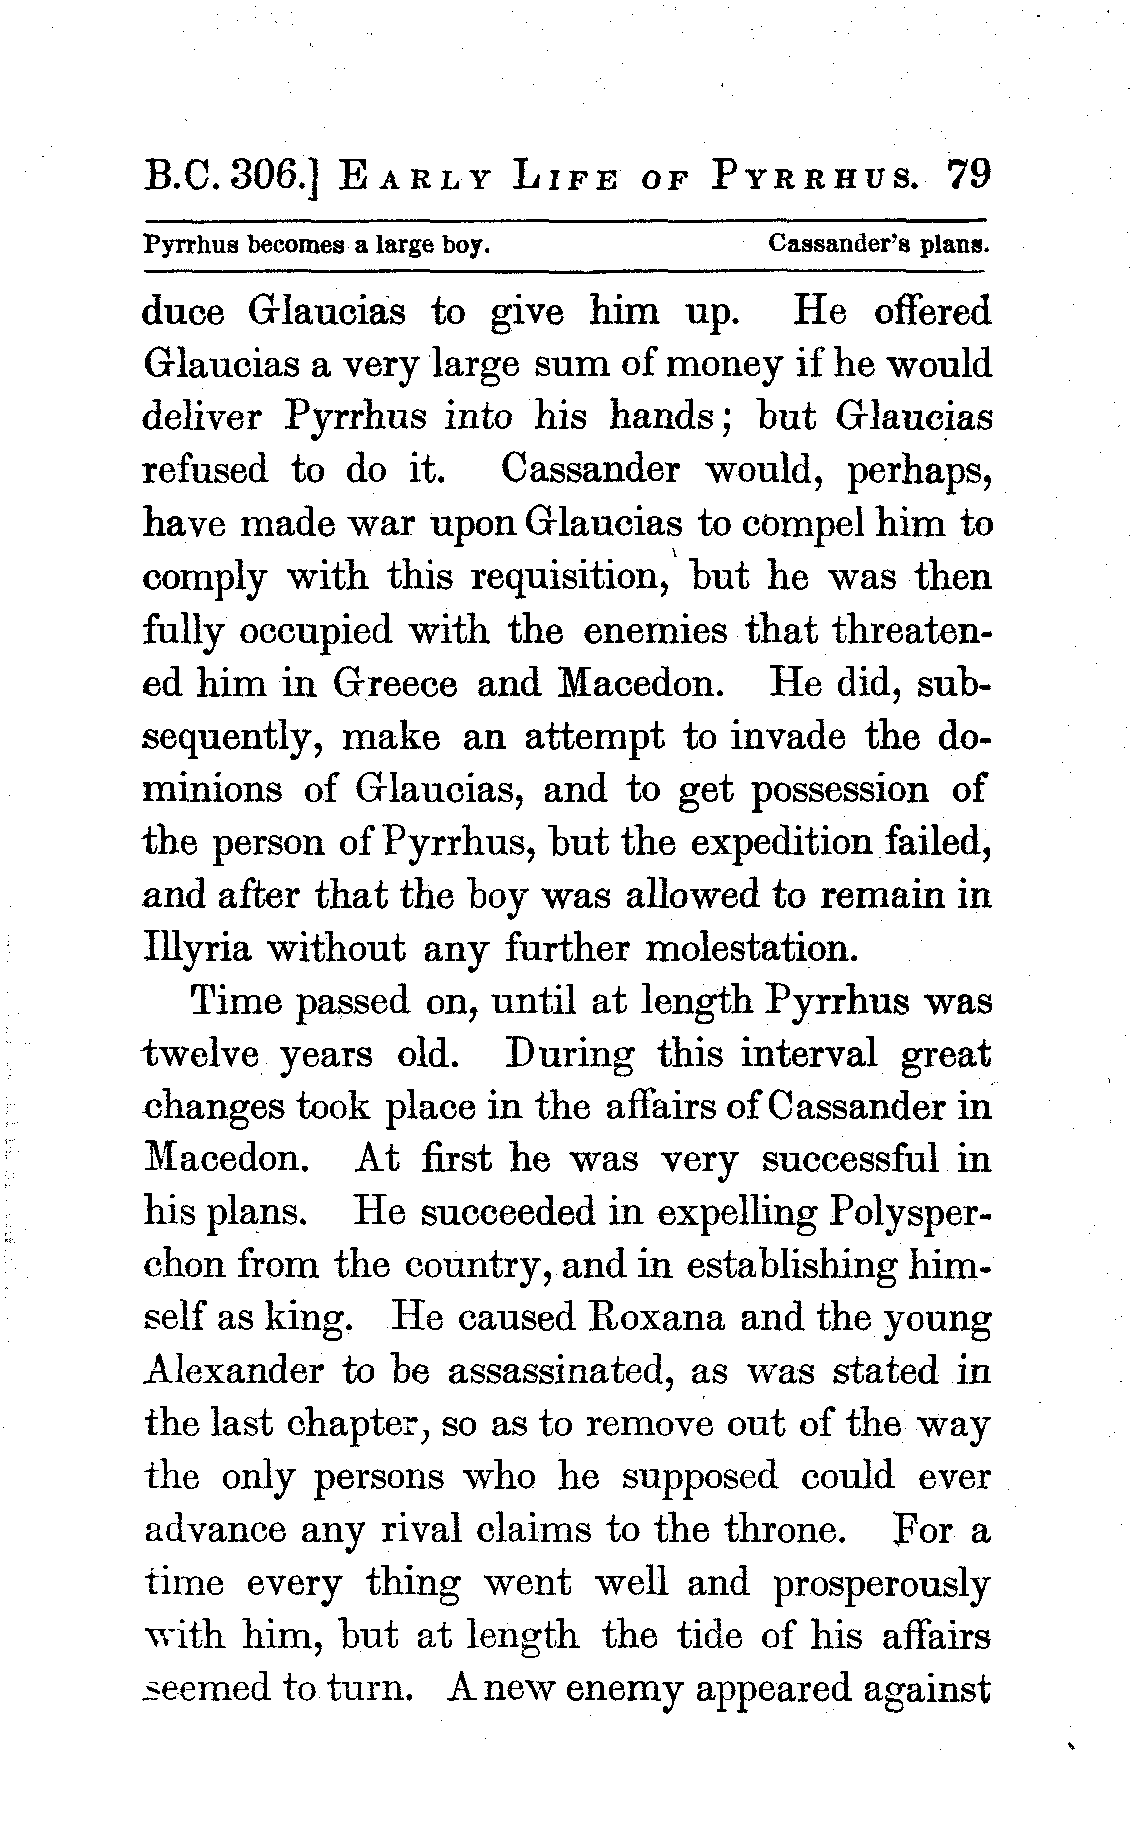 B.C. 306.] EARLY LIFE OF PYRRHUS. 79
Pyrrhus becomes a large boy. Cassander's plans.
duce Glaucias to give him up. He offered
Glaucias a very large sum of money if he would
deliver Pyrrhus into his hands; but Glaucias
refused to do it. Cassander would, perhaps,
have made war upon Glaucias to compel him to
comply with this requisition, but he was then
fully occupied with the enemies that threaten-
ed him in Greece and Macedon. He did, sub-
sequently, make an attempt to invade the do-
minions of Glaucias, and to get possession of
the person of Pyrrhus, but the expedition failed,
and after that the boy was allowed to remain in
Illyria without any further molestation.
Time passed on, until at length Pyrrhus was
twelve years old. During this interval great
changes took place in the affairs of Cassander in
Macedon. At first he was very successful in
his plans. He succeeded in expelling Polysper-
chon from the country, and in establishing him-
self as king. He caused Roxana and the young
Alexander to be assassinated, as was stated in
the last chapter, so as to remove out of the way
the only persons who he supposed could ever
advance any rival claims to the throne. For a
time every thing went well and prosperously
with him, but at length the tide of his affairs
seemed to turn. A new enemy appeared against